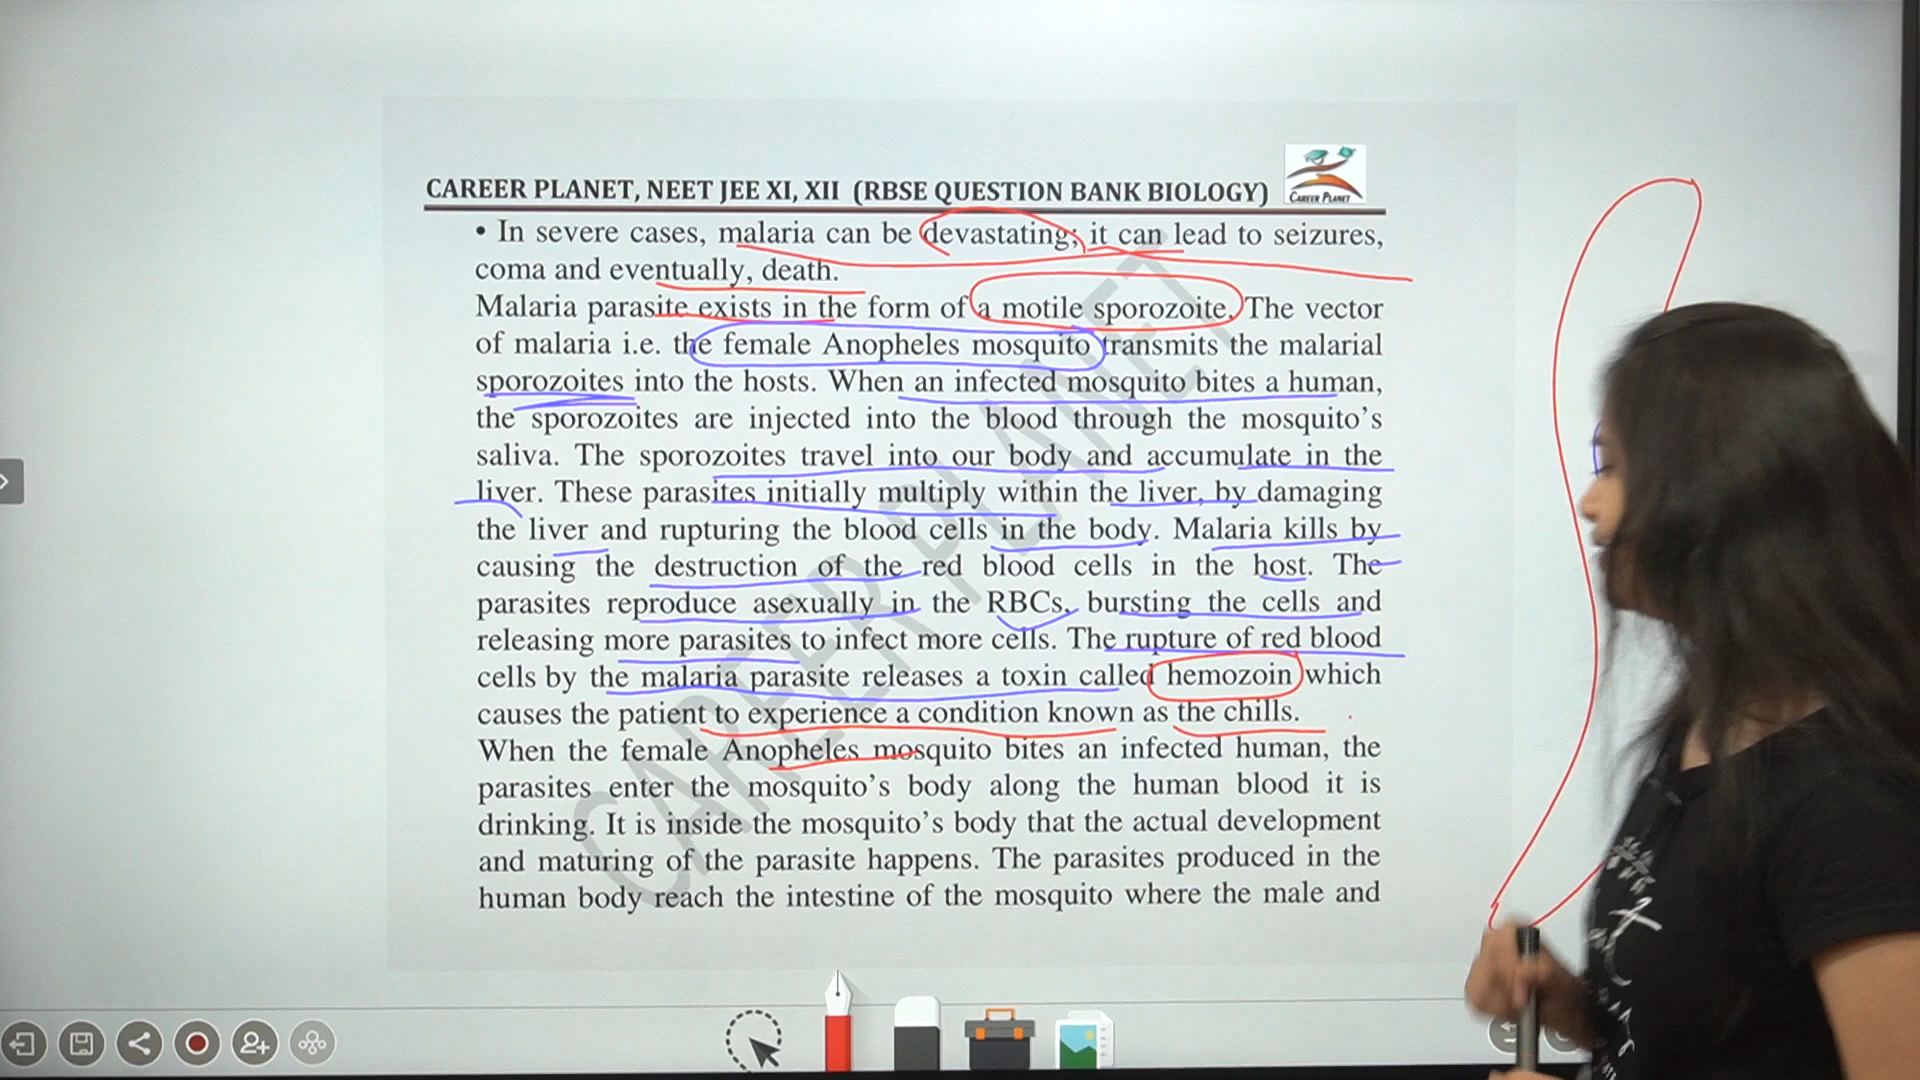 CAREER PLANET, NEET JEE XI, XII (RBSE QUESTION BANK BIOLOGY)
CAREER PLANET
• In severe cases, malaria can be devastating; it can lead to seizures,
coma and eventually, death.
Malaria parasite exists in the form of a motile sporozoite. The vector
of malaria i.e. the female Anopheles mosquito transmits the malarial
sporozoites into the hosts. When an infected mosquito bites a human,
the sporozoites are injected into the blood through the mosquito's
saliva. The sporozoites travel into our body and accumulate in the
liver. These parasites initially multiply within the liver, by damaging
the liver and rupturing the blood cells in the body. Malaria kills by
causing the destruction of the red blood cells in the host. The
parasites reproduce asexually in the RBCs, bursting the cells and
releasing more parasites to infect more cells. The rupture of red blood
cells by the malaria parasite releases a toxin called hemozoin which
causes the patient to experience a condition known as the chills.
When the female Anopheles mosquito bites an infected human, the
parasites enter the mosquito's body along the human blood it is
drinking. It is inside the mosquito's body that the actual development
and maturing of the parasite happens. The parasites produced in the
human body reach the intestine of the mosquito where the male and
CAREER PLANET